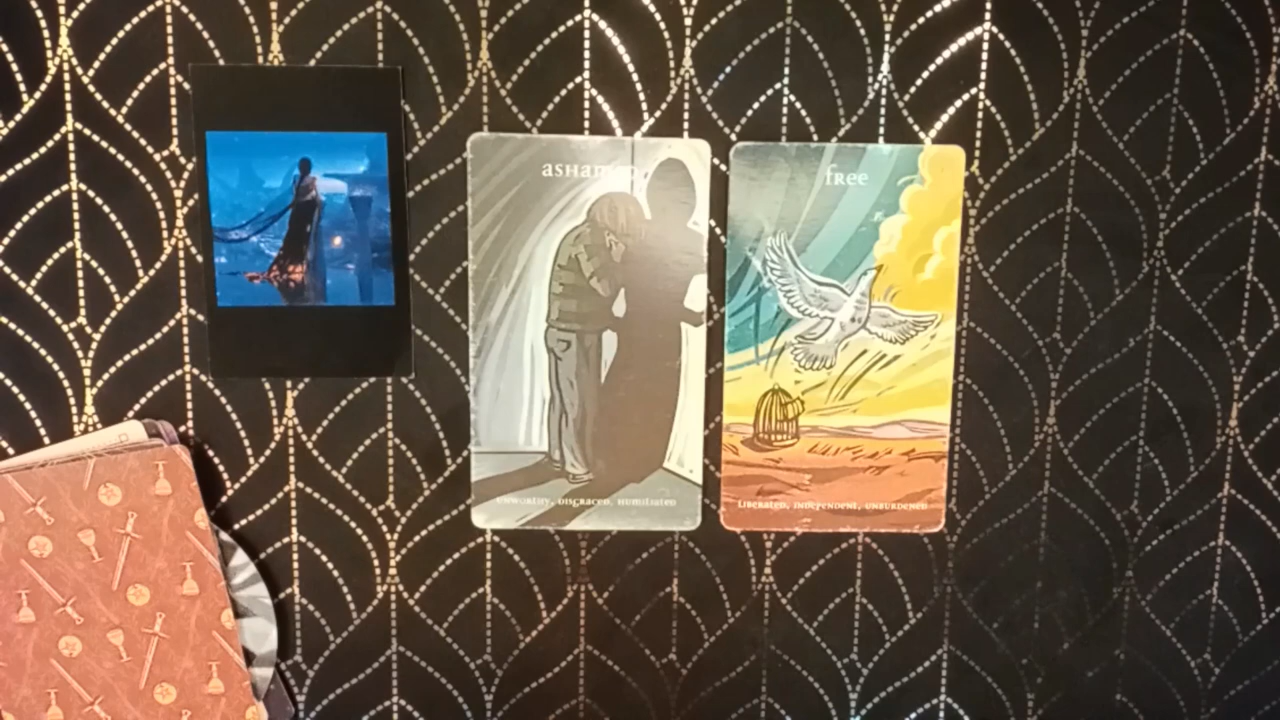 ashamed
free
unworthy, disgraced, humiliated
liberated, independent, unburdened